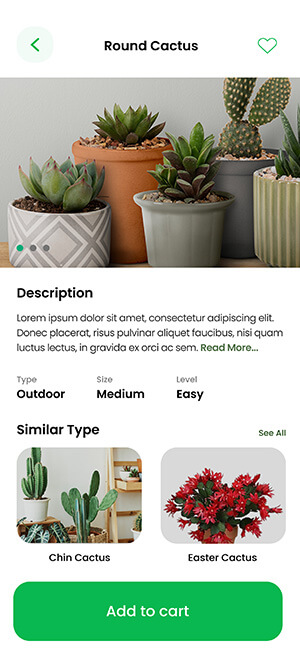 Round Cactus
Description
Lorem ipsum dolor sit amet, consectetur adipiscing elit.
Donec placerat, risus pulvinar aliquet faucibus, nisi quam
luctus lectus, in gravida ex orci ac sem. Read More...
Type Size Level
Outdoor Medium Easy
Similar Type See All
Chin Cactus Easter Cactus
Add to cart